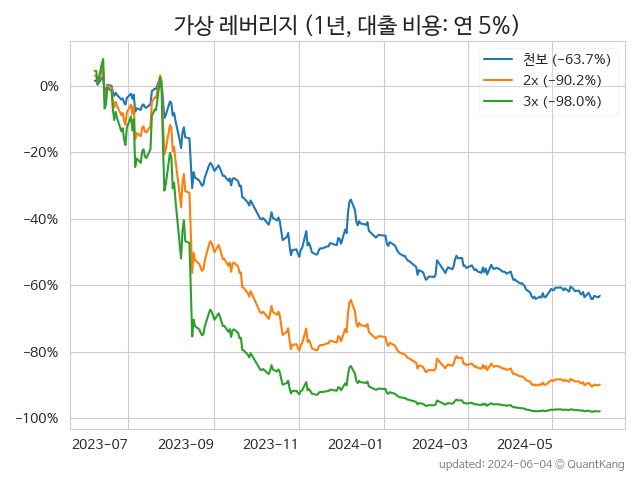 가상 레버리지 (1년, 대출 비용: 연 5%)
천보 (−63.7%)
2x (−90.2%)
3x (−98.0%)
0%
−20%
−40%
−60%
−80%
−100%
2023-07 2023-09 2023-11 2024-01 2024-03 2024-05
updated: 2024-06-04 © QuantKang